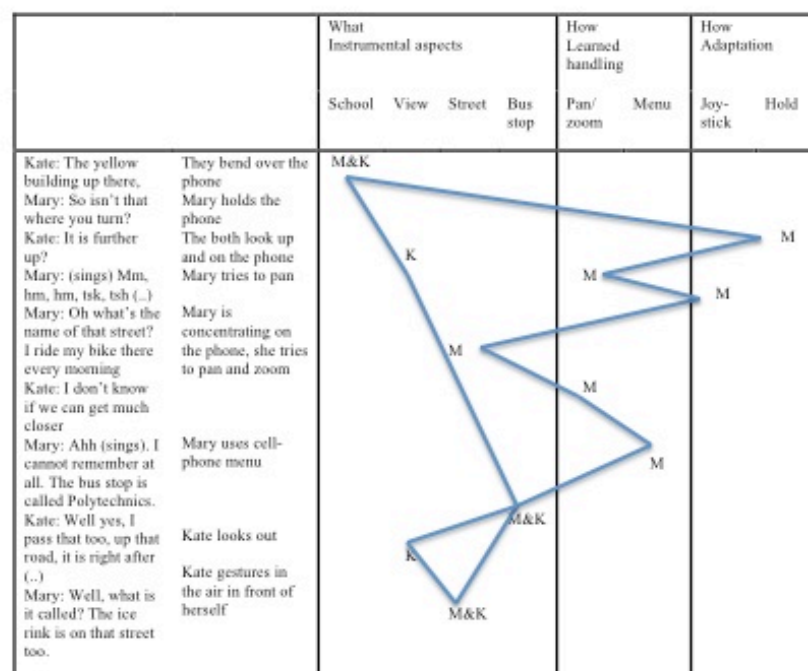 What
Instrumental aspects
How
Learned
handling
How
Adaptation
School View Street Bus
stop
Pan/
zoom
Menu
Joy-
stick
Hold
Kate: The yellow
building up there,
Mary: So isn't that
where you turn?
Kate: It is further
up?
Mary: (sings) Mm,
hm, hm, tsk, tsh (..)
Mary: Oh what's the
name of that street?
I ride my bike there
every morning
Kate: I don't know
if we can get much
closer
Mary: Ahh (sings). I
cannot remember at
all. The bus stop is
called Polytechnics.
Kate: Well yes, I
pass that too, up that
road, it is right after
(..)
Mary: Well, what is
it called? The ice
rink is on that street
too.
They bend over the
phone
Mary holds the
phone
The both look up
and on the phone
Mary tries to pan
Mary is
concentrating on
the phone, she tries
to pan and zoom
Mary uses cell-
phone menu
Kate looks out
Kate gestures in
the air in front of
herself
M&K
M
K
M
M
M
M
M
M&K
K
M&K